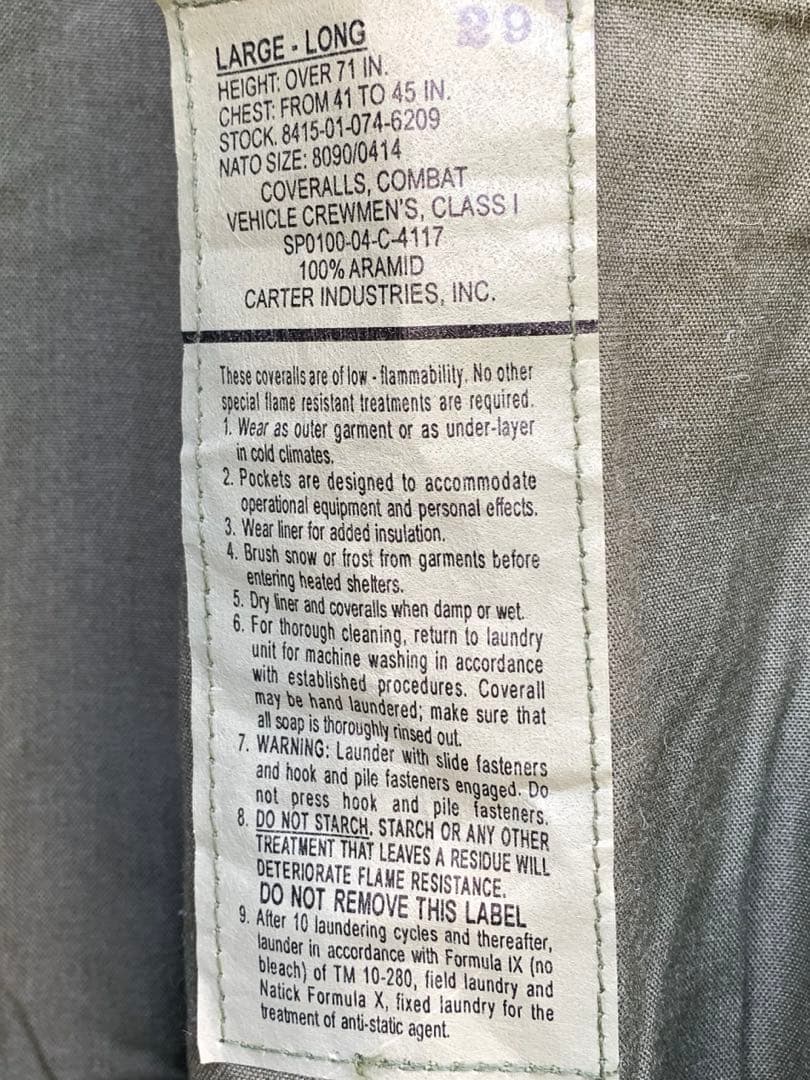 29
LARGE - LONG
HEIGHT: OVER 71 IN.
CHEST: FROM 41 TO 45 IN.
STOCK. 8415-01-074-6209
NATO SIZE: 8090/0414
COVERALLS, COMBAT
VEHICLE CREWMEN'S, CLASS I
SP0100-04-C-4117
100% ARAMID
CARTER INDUSTRIES, INC.
These coveralls are of low - flammability. No other
special flame resistant treatments are required.
1. Wear as outer garment or as under-layer
in cold climates.
2. Pockets are designed to accommodate
operational equipment and personal effects.
3. Wear liner for added insulation.
4. Brush snow or frost from garments before
entering heated shelters.
5. Dry liner and coveralls when damp or wet.
6. For thorough cleaning, return to laundry
unit for machine washing in accordance
with established procedures. Coverall
may be hand laundered; make sure that
all soap is thoroughly rinsed out.
7. WARNING: Launder with slide fasteners
and hook and pile fasteners engaged. Do
not press hook and pile fasteners.
8. DO NOT STARCH. STARCH OR ANY OTHER
TREATMENT THAT LEAVES A RESIDUE WILL
DETERIORATE FLAME RESISTANCE.
DO NOT REMOVE THIS LABEL
9. After 10 laundering cycles and thereafter,
launder in accordance with Formula IX (no
bleach) of TM 10-280, field laundry and
Natick Formula X, fixed laundry for the
treatment of anti-static agent.